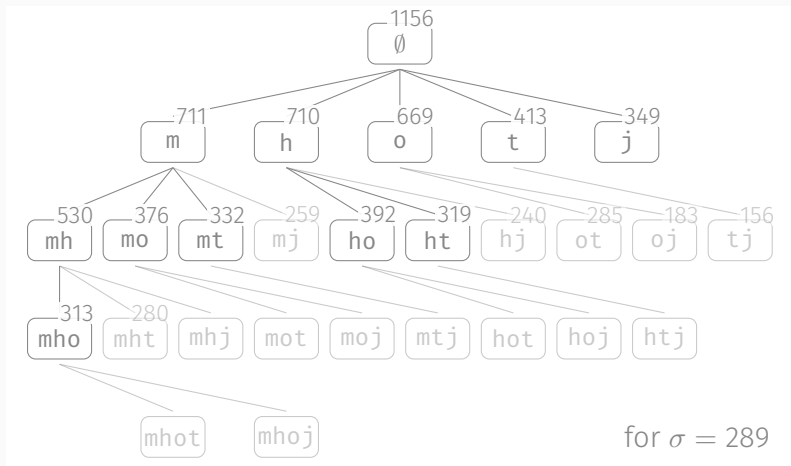 1156
∅
711 710 669 413 349
m h o t j
530 376 332 259 392 319 240 285 183 156
mh mo mt mj ho ht hj ot oj tj
313 280
mho mht mhj mot moj mtj hot hoj htj
mhot mhoj
for σ = 289